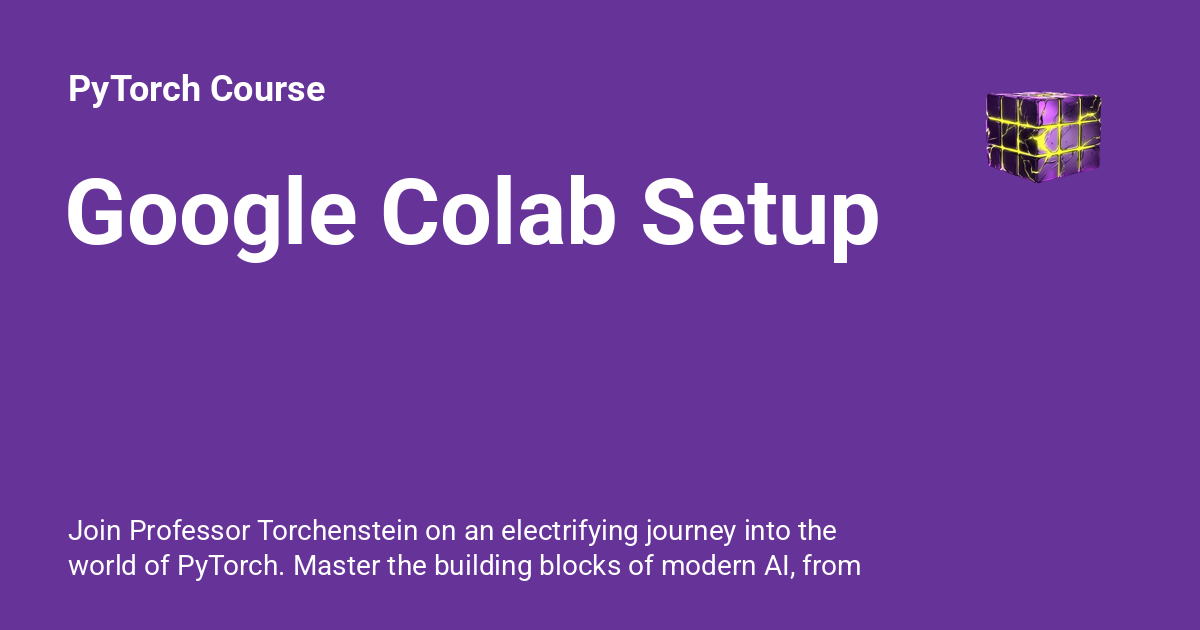 PyTorch Course
Google Colab Setup
Join Professor Torchenstein on an electrifying journey into the
world of PyTorch. Master the building blocks of modern AI, from